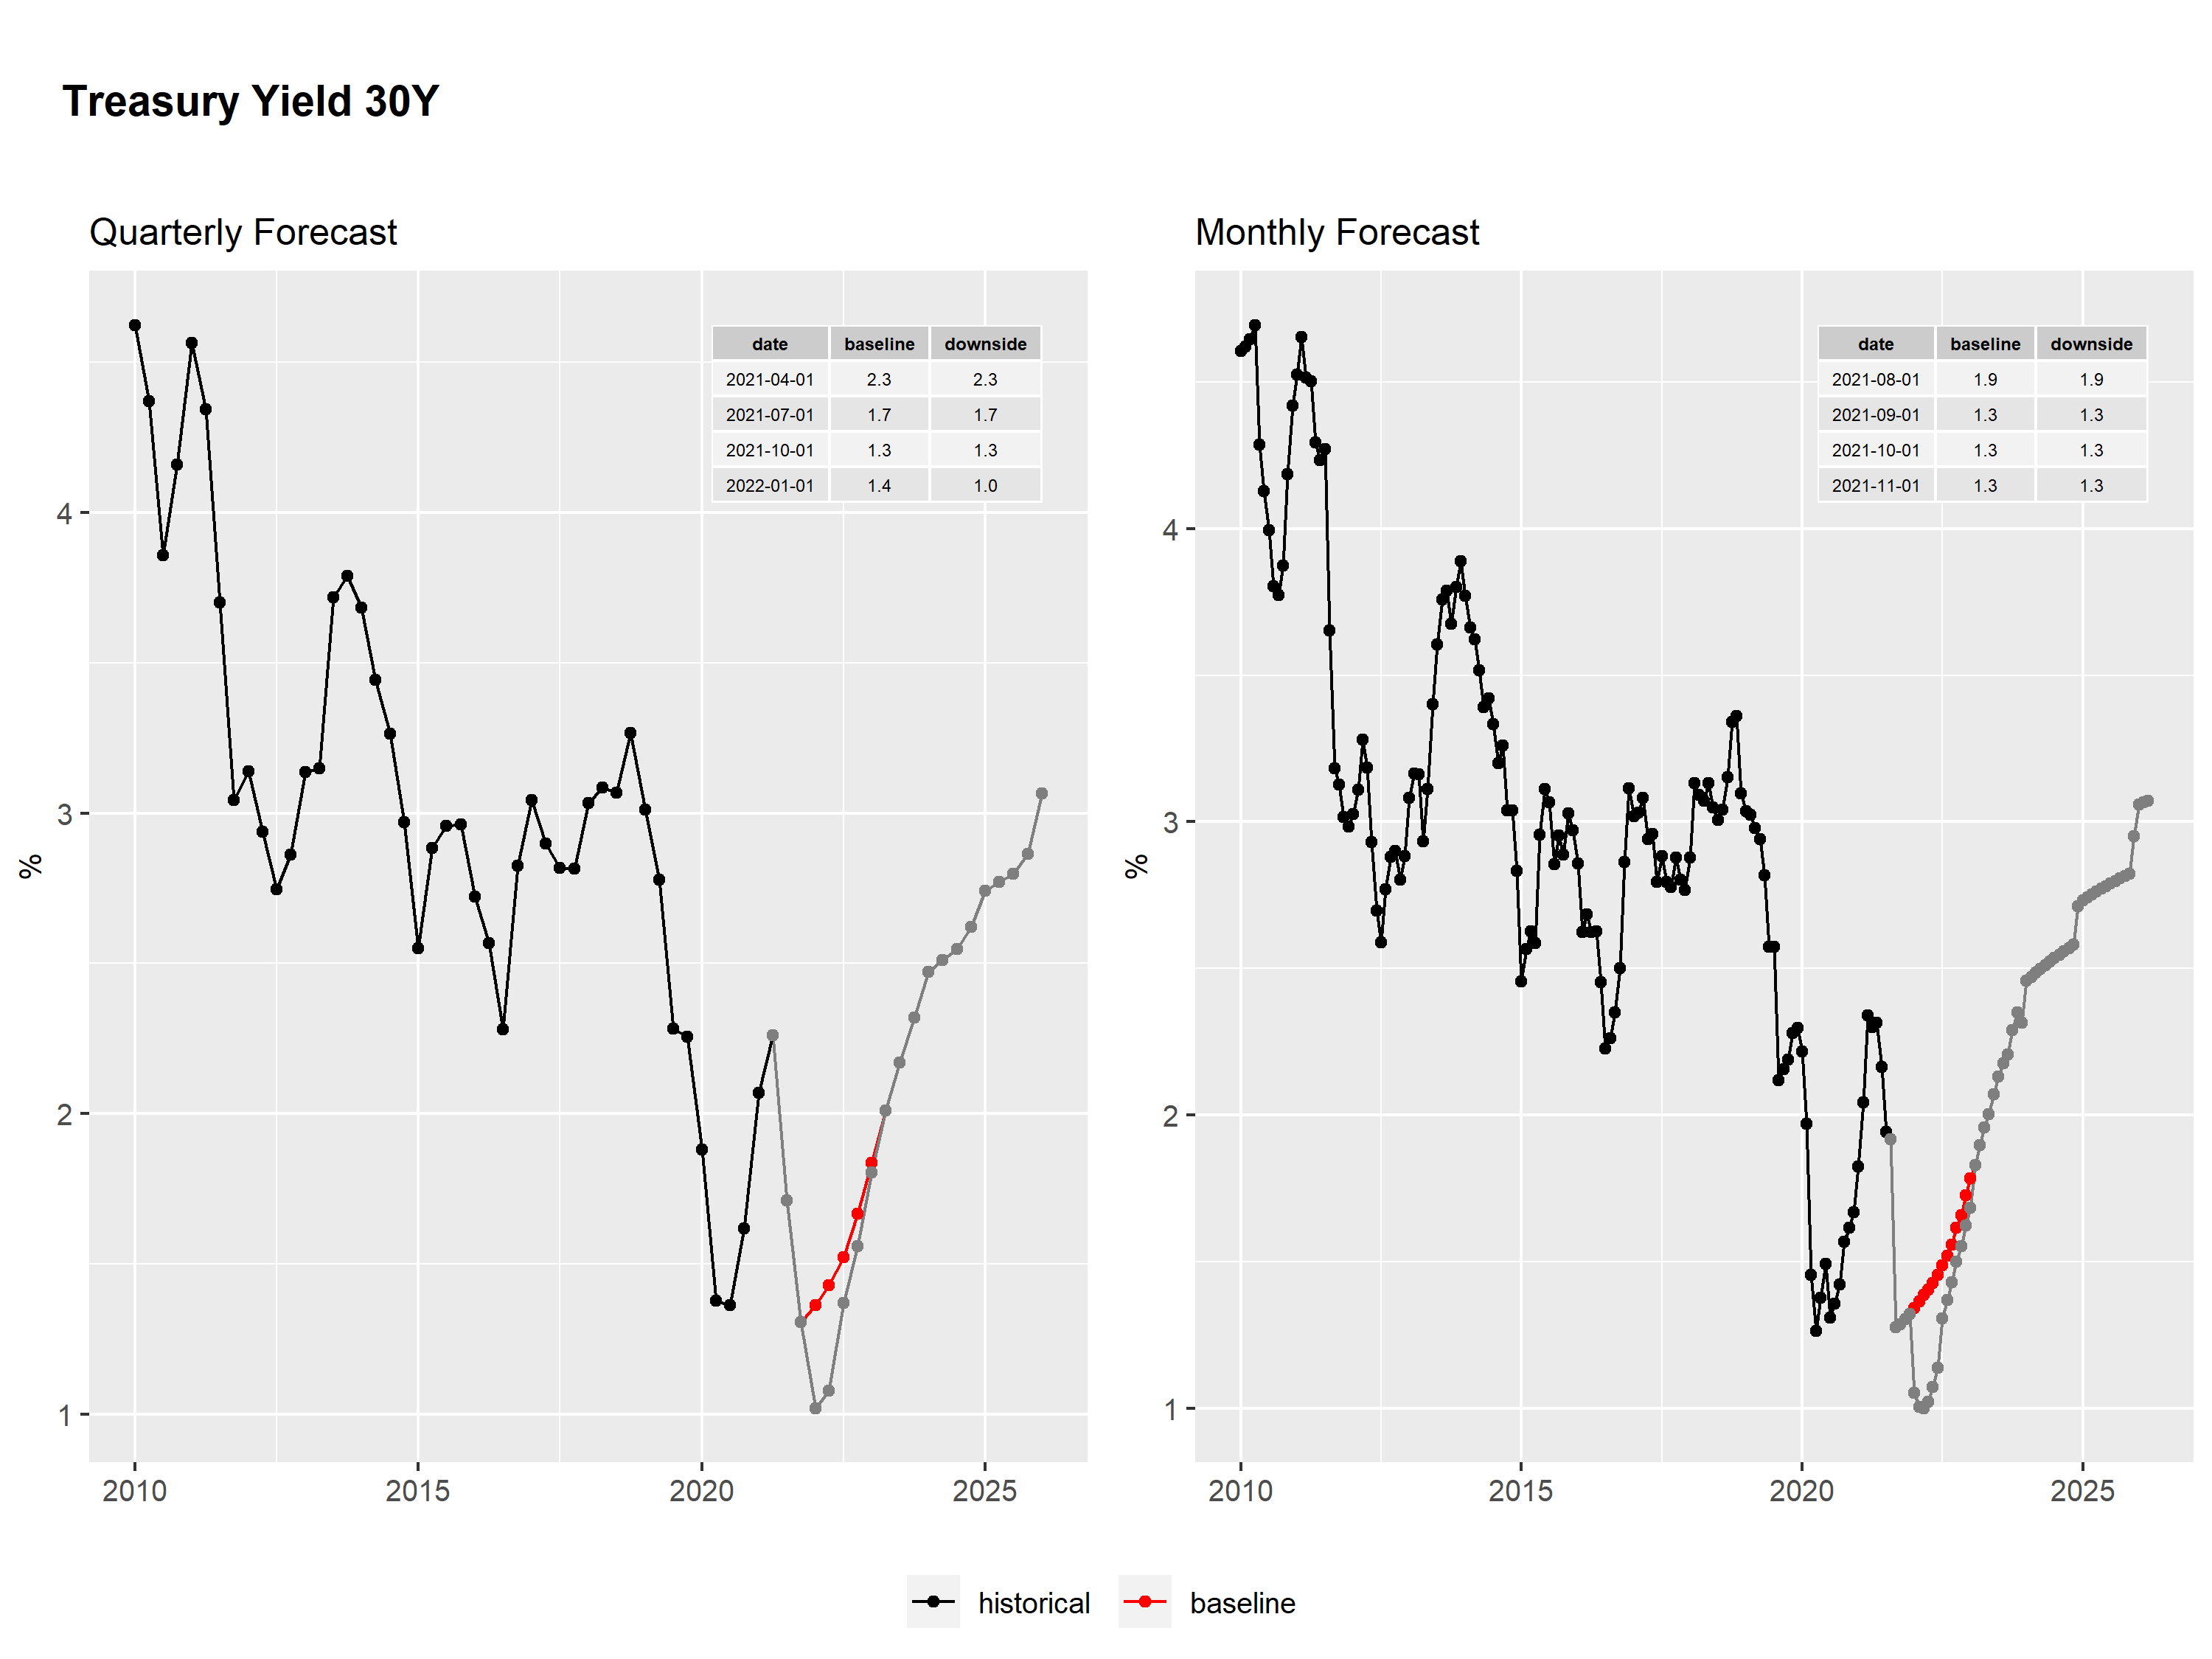 Treasury Yield 30Y
Quarterly Forecast
%
4
3
2
1
2010 2015 2020 2025
date baseline downside
2021-04-01 2.3 2.3
2021-07-01 1.7 1.7
2021-10-01 1.3 1.3
2022-01-01 1.4 1.0
Monthly Forecast
%
4
3
2
1
2010 2015 2020 2025
date baseline downside
2021-08-01 1.9 1.9
2021-09-01 1.3 1.3
2021-10-01 1.3 1.3
2021-11-01 1.3 1.3
historical baseline